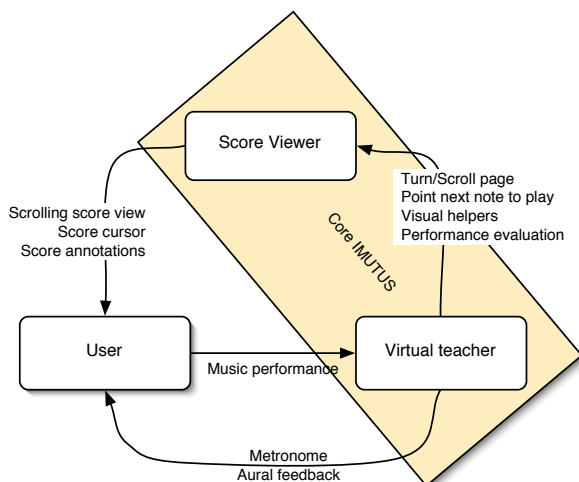 Score Viewer
Turn/Scroll page
Point next note to play
Visual helpers
Performance evaluation
Scrolling score view
Score cursor
Score annotations
Core IMUTUS
User
Virtual teacher
Music performance
Metronome
Aural feedback